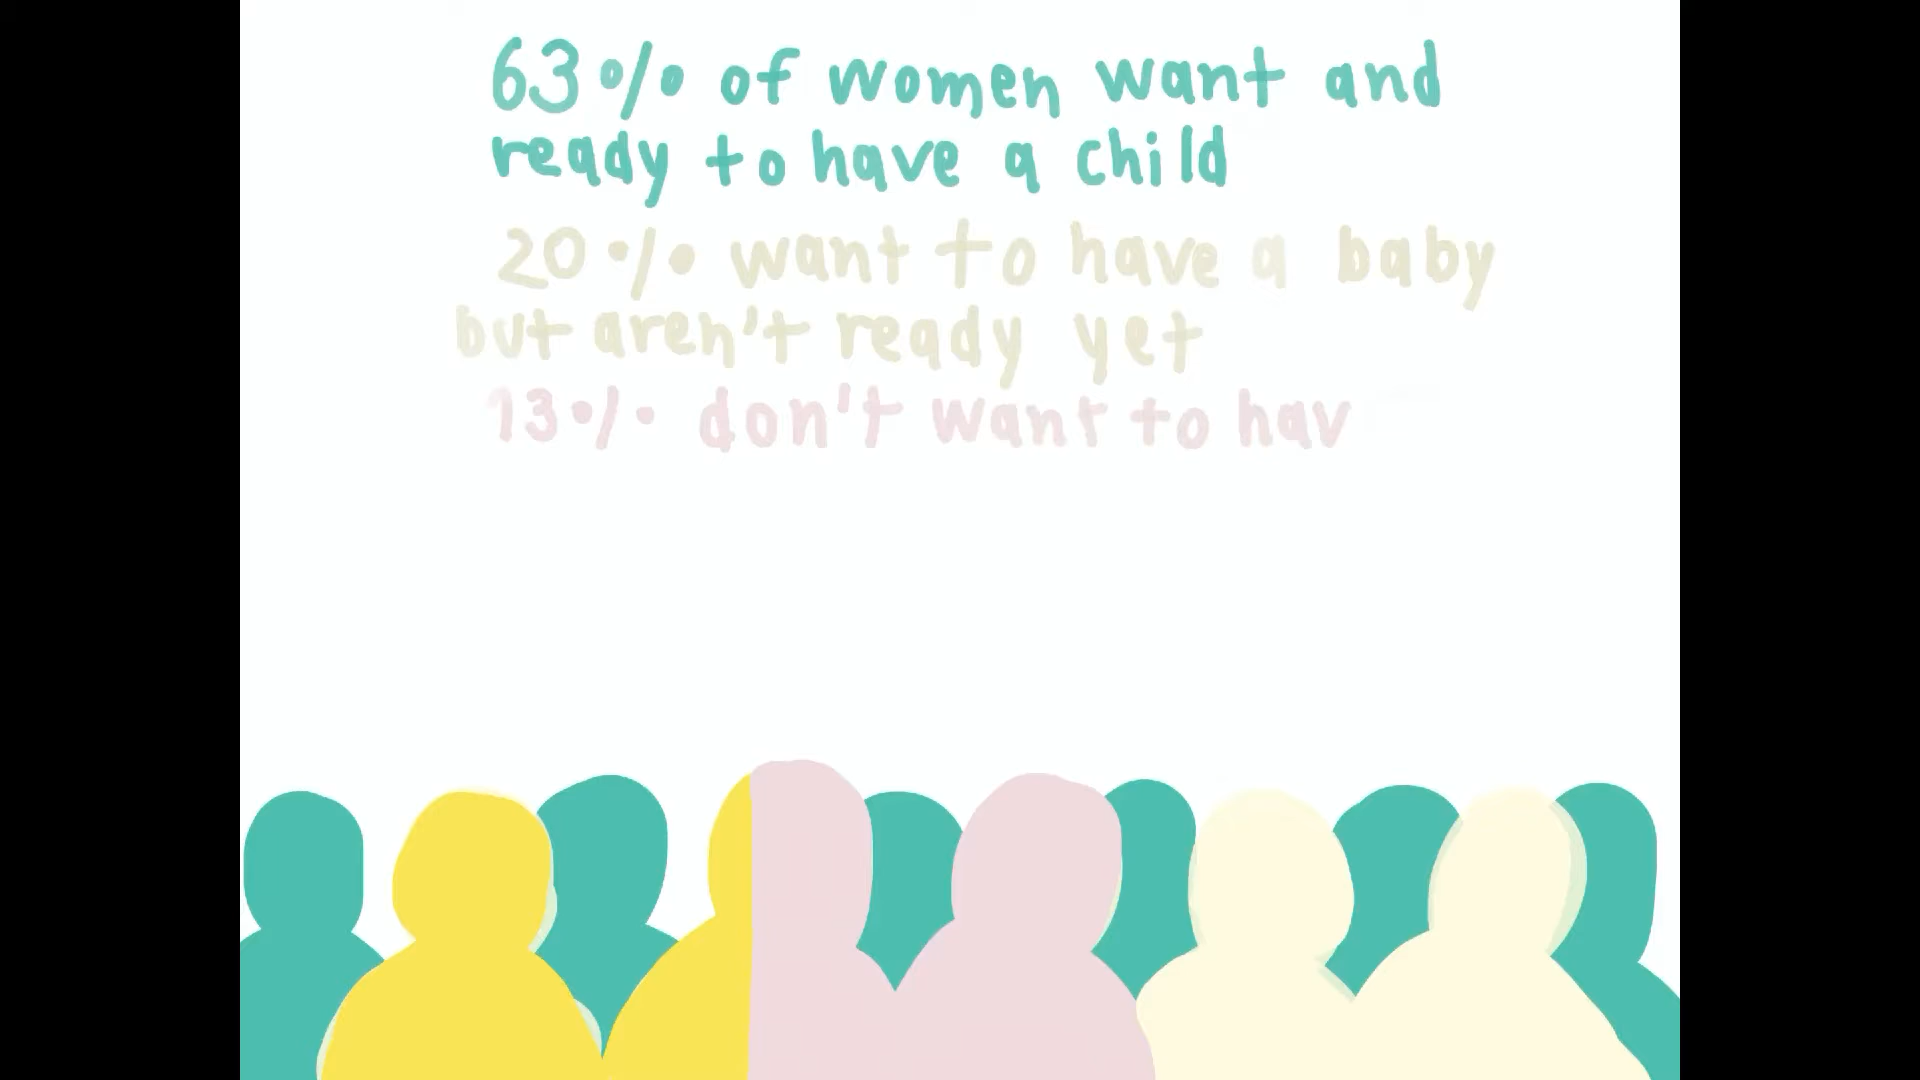 63% of women want and
ready to have a child
20% want to have a baby
but aren't ready yet
13% don't want to hav